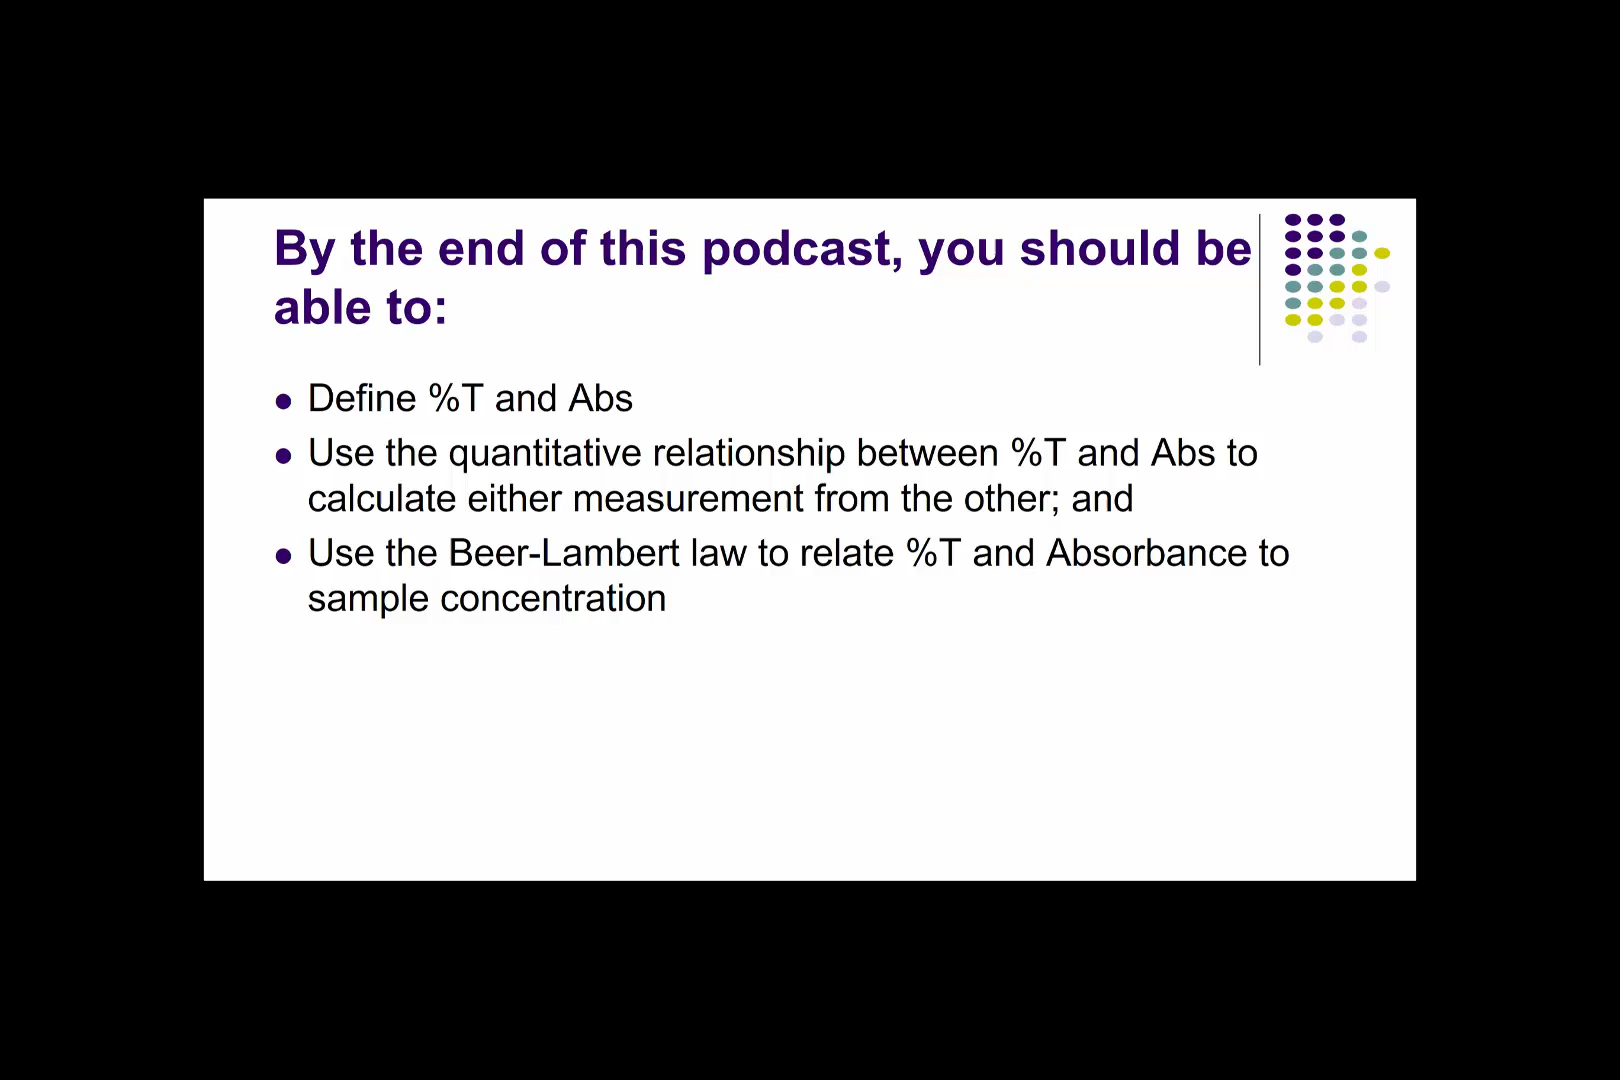 By the end of this podcast, you should be
able to:
● Define %T and Abs
● Use the quantitative relationship between %T and Abs to
calculate either measurement from the other; and
● Use the Beer-Lambert law to relate %T and Absorbance to
sample concentration